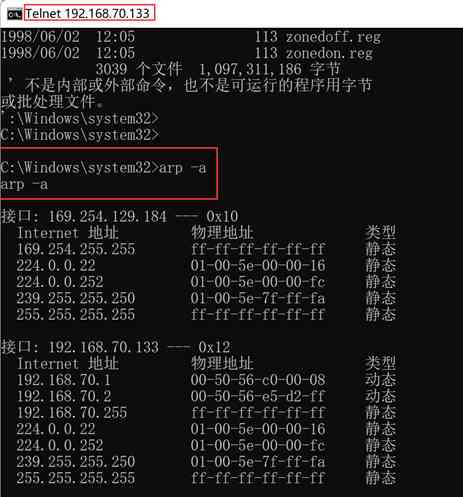 Telnet 192.168.70.133
1998/06/02  12:05               113 zonedoff.reg
1998/06/02  12:05               113 zonedon.reg
            3039 个文件  1,097,311,186 字节
 ' 不是内部或外部命令，也不是可运行的程序用字节
或批处理文件。
':\Windows\system32>
C:\Windows\system32>
C:\Windows\system32>arp -a
arp -a
接口: 169.254.129.184 --- 0x10
  Internet 地址         物理地址              类型
  169.254.255.255       ff-ff-ff-ff-ff-ff     静态
  224.0.0.22            01-00-5e-00-00-16     静态
  224.0.0.252           01-00-5e-00-00-fc     静态
  239.255.255.250       01-00-5e-7f-ff-fa     静态
  255.255.255.255       ff-ff-ff-ff-ff-ff     静态
接口: 192.168.70.133 --- 0x12
  Internet 地址         物理地址              类型
  192.168.70.1          00-50-56-c0-00-08     动态
  192.168.70.2          00-50-56-e5-d2-ff     动态
  192.168.70.255        ff-ff-ff-ff-ff-ff     静态
  224.0.0.22            01-00-5e-00-00-16     静态
  224.0.0.252           01-00-5e-00-00-fc     静态
  239.255.255.250       01-00-5e-7f-ff-fa     静态
  255.255.255.255       ff-ff-ff-ff-ff-ff     静态